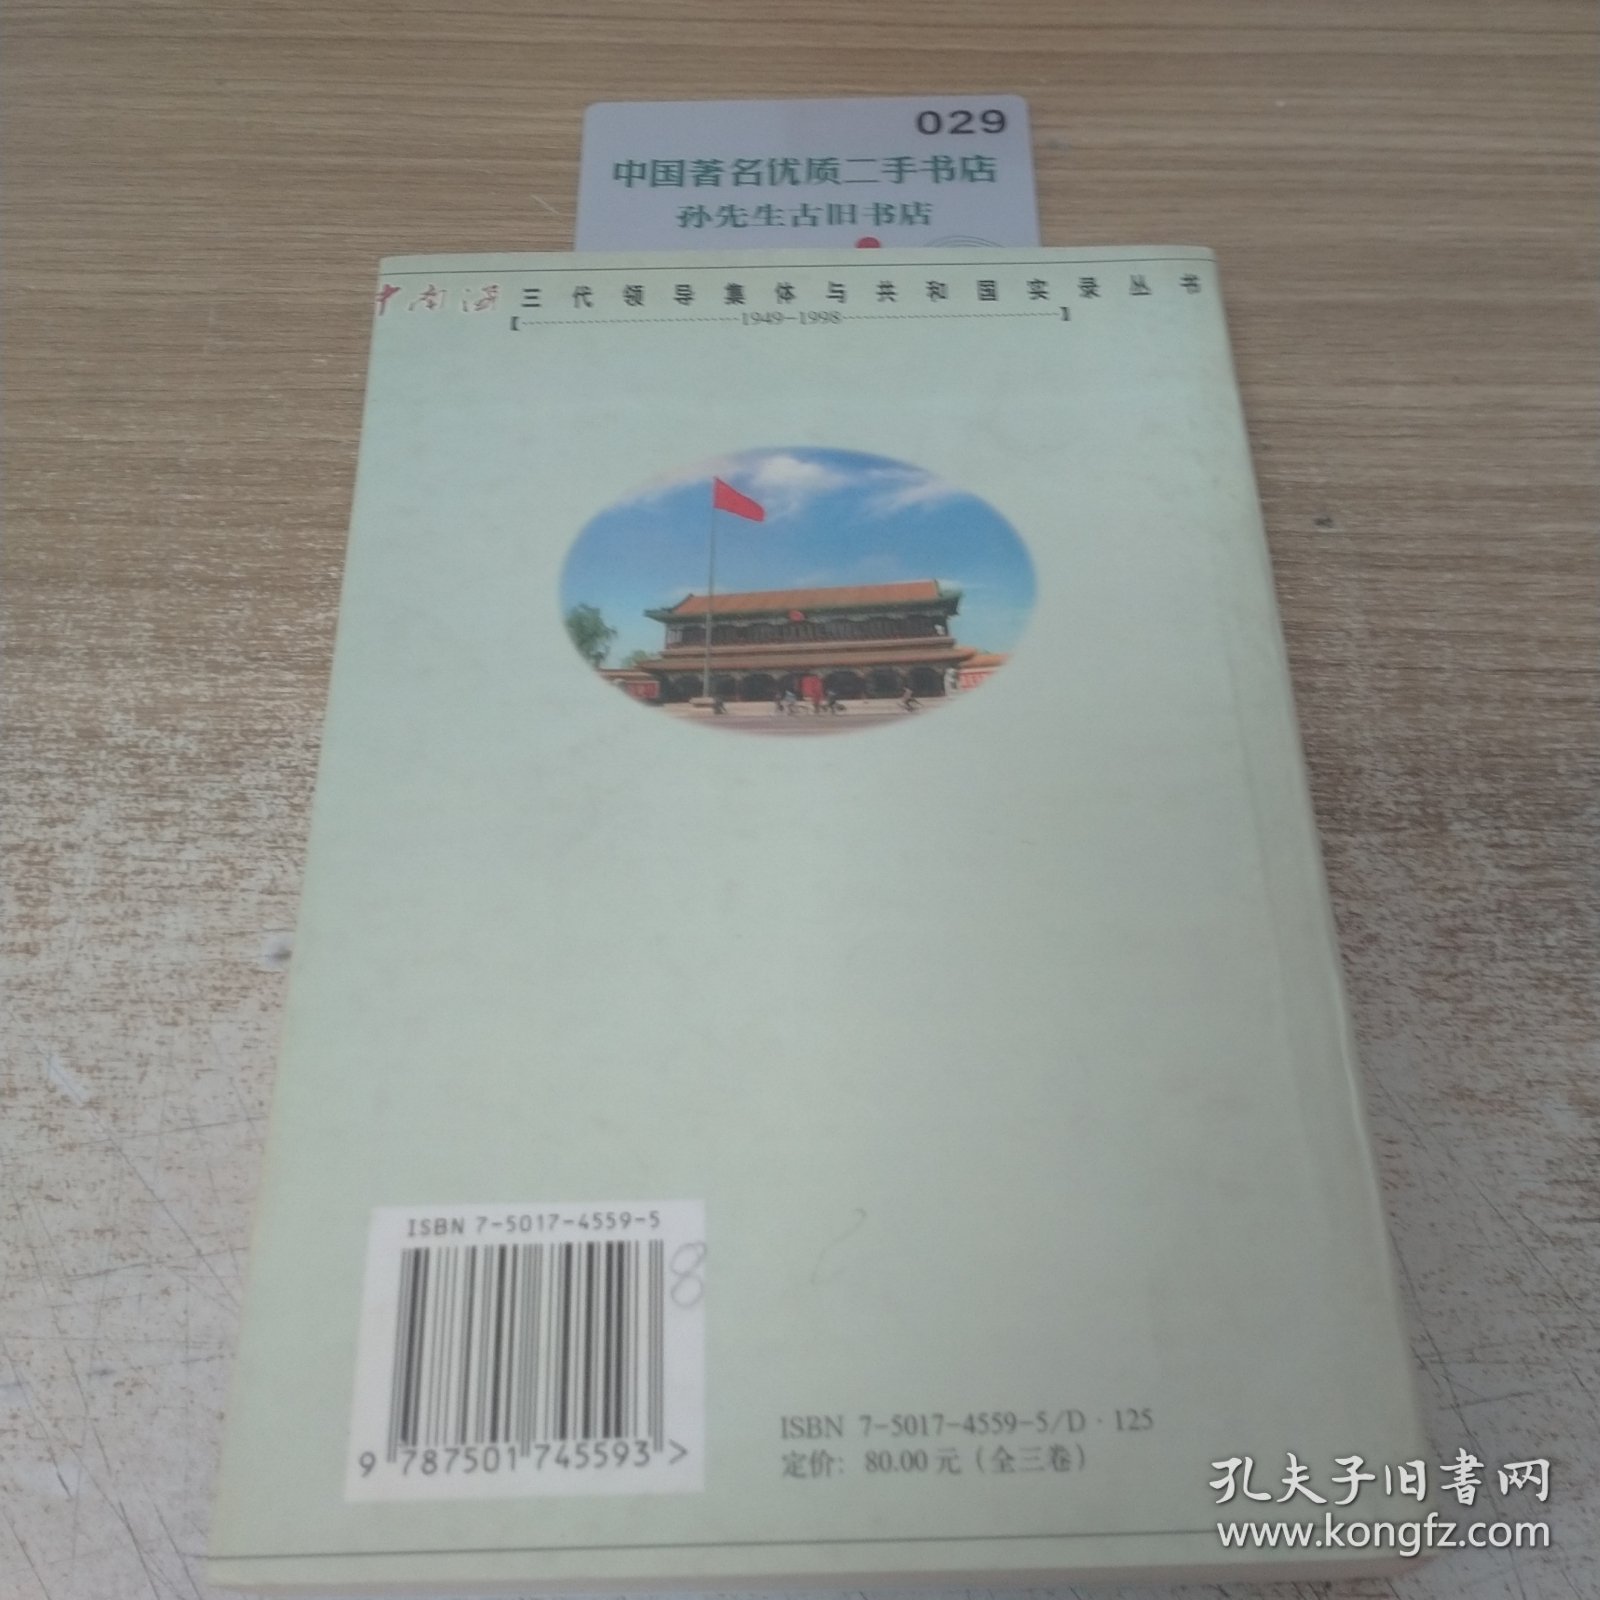 029
中国著名优质二手书店
孙先生古旧书店
中南海 三代领导集体与共和国实录丛书
【1949-1998】
ISBN 7-5017-4559-5
8
9 787501 745593 >
ISBN 7-5017-4559-5/D·125
定价：80.00元（全三卷）
孔夫子旧书网
www.kongfz.com